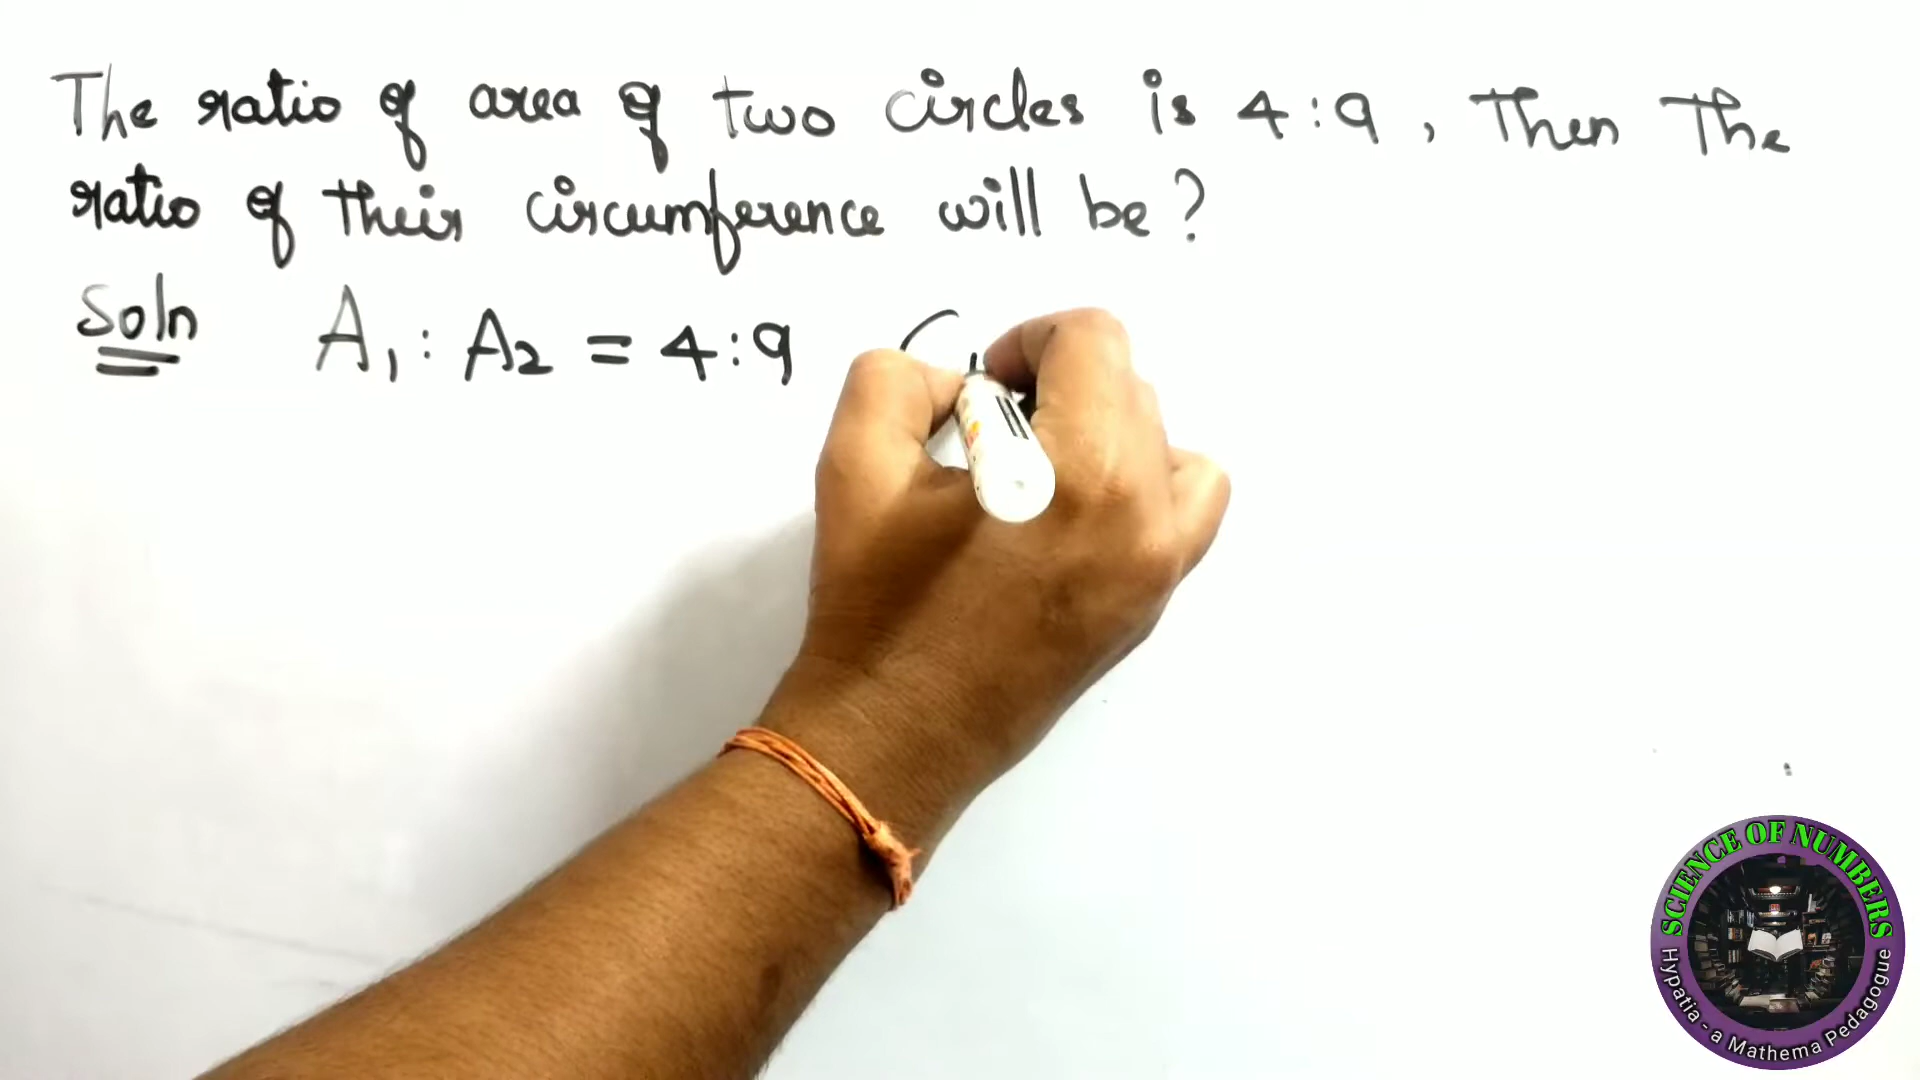 The ratio of area of two circles is 4:9, Then The
ratio of their circumference will be?
Soln A₁ : A₂ = 4:9
SCIENCE OF NUMBERS
Hypatia - a Mathema Pedagogue